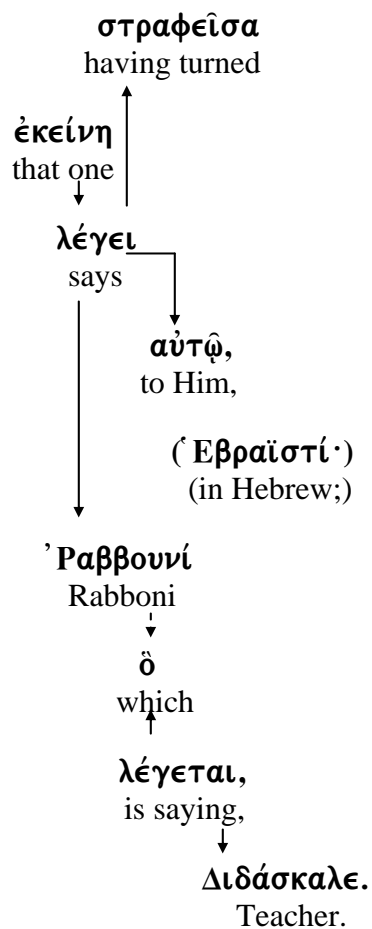 στραφεῖσα
having turned
ἐκείνη
that one
λέγει
says
αὐτῷ,
to Him,
(Ἑβραϊστί·)
(in Hebrew;)
᾿Ραββουνί
Rabboni
ὃ
which
λέγεται,
is saying,
Διδάσκαλε.
Teacher.